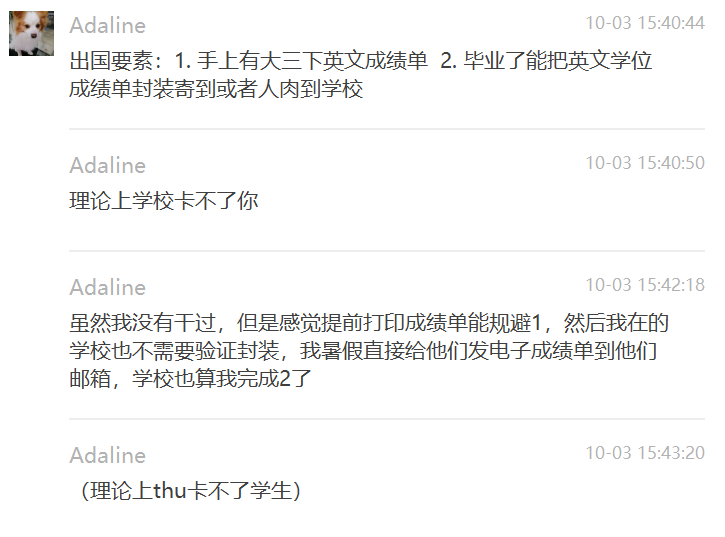 Adaline
10-03 15:40:44
出国要素：1. 手上有大三下英文成绩单  2. 毕业了能把英文学位
成绩单封装寄到或者人肉到学校
Adaline
10-03 15:40:50
理论上学校卡不了你
Adaline
10-03 15:42:18
虽然我没有干过，但是感觉提前打印成绩单能规避1，然后我在的
学校也不需要验证封装，我暑假直接给他们发电子成绩单到他们
邮箱，学校也算我完成2了
Adaline
10-03 15:43:20
（理论上thu卡不了学生）